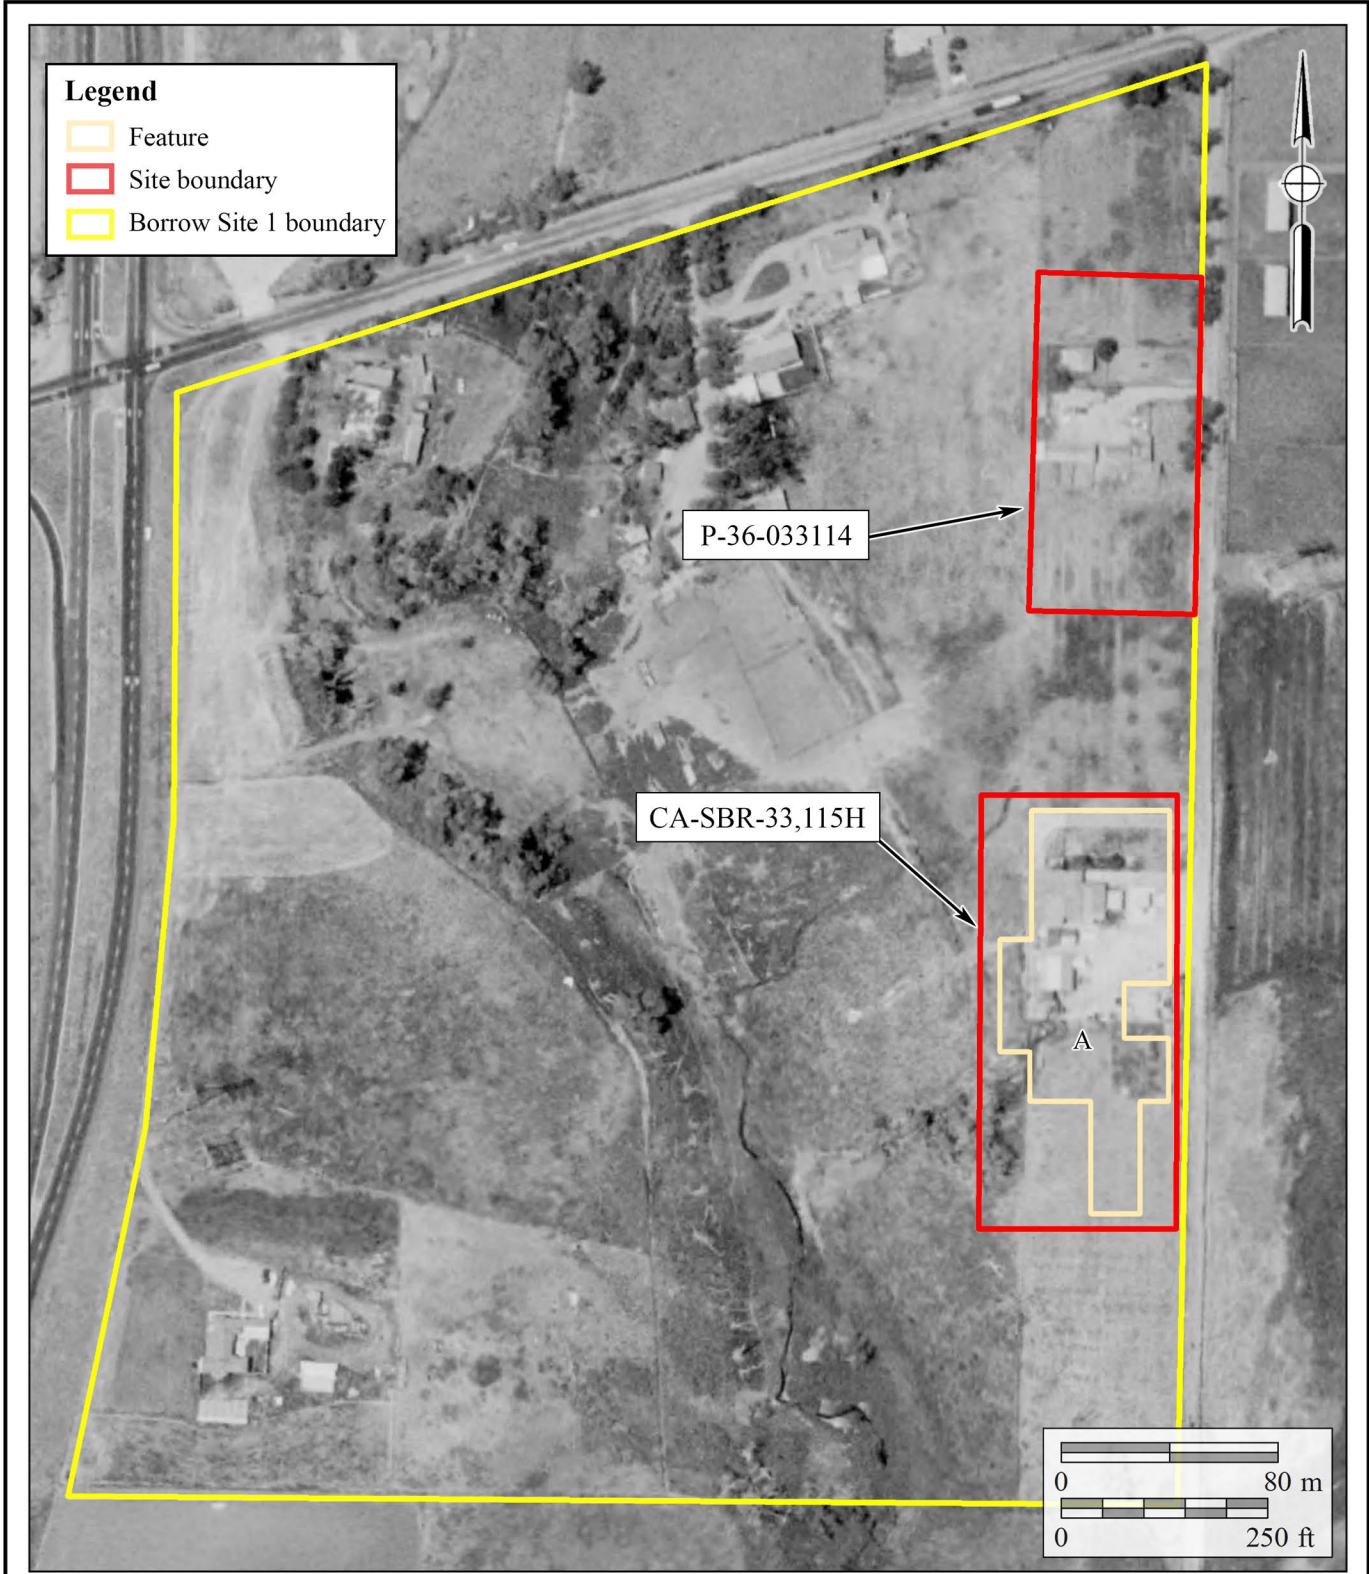 Legend
Feature
Site boundary
Borrow Site 1 boundary
P-36-033114
CA-SBR-33,115H
A
0 80 m
0 250 ft